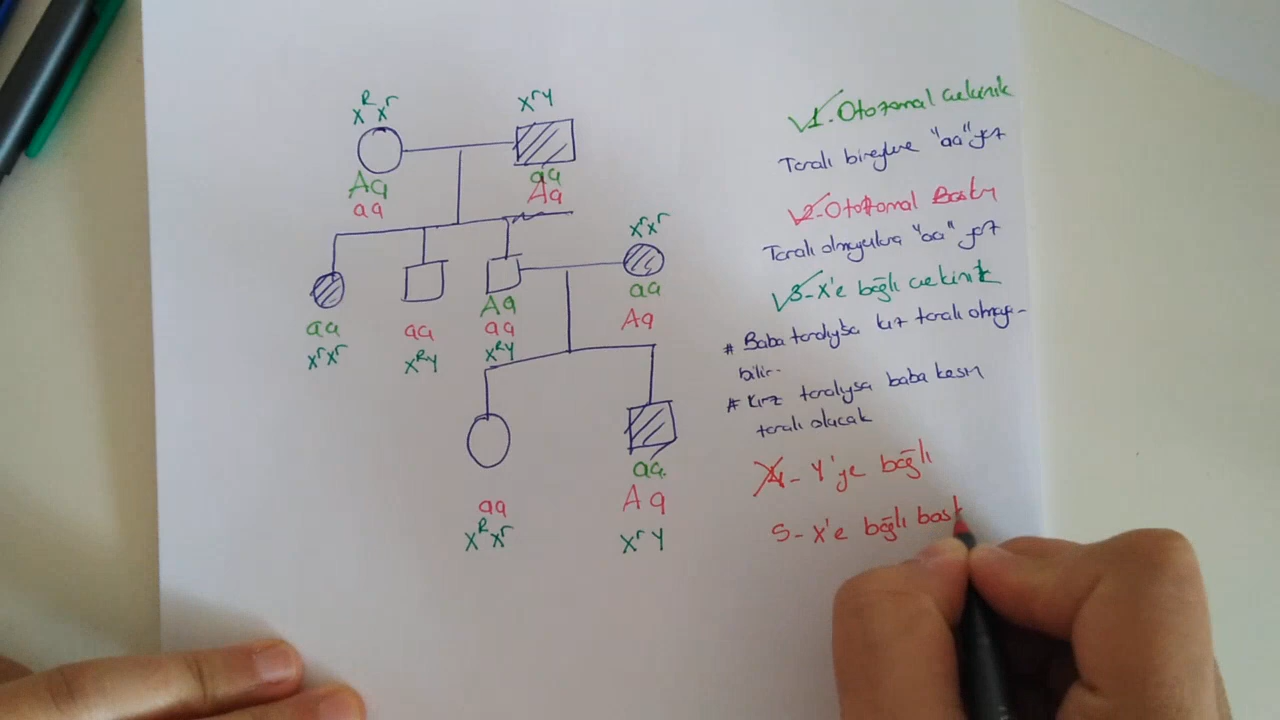 X^R X^r
X^r Y
Aa
aa
aa
Aa
X^r X^r
aa
Aa
aa
X^r X^r
aa
X^R Y
Aa
aa
X^R Y
aa
X^R X^r
aa
Aa
X^r Y
1-Otozomal çekinik
Taralı bireylere "aa" yaz
2-Otozomal Baskın
Taralı olmayanlara "aa" yaz
3-X'e bağlı çekinik
# Baba taralıysa kız taralı olmaya-
bilir.
# Kız taralıysa baba kesin
taralı olacak
4- Y'ye bağlı
5- X'e bağlı bask